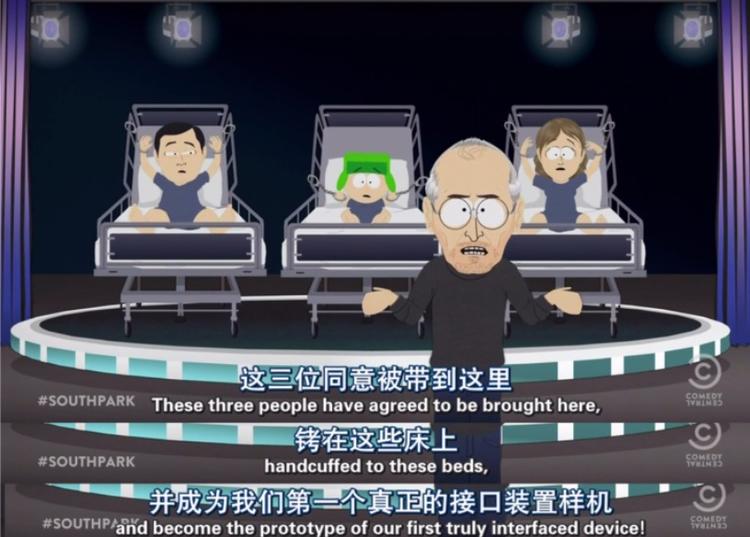 这三位同意被带到这里
These three people have agreed to be brought here,
#SOUTHPARK
COMEDY
CENTRAL
铐在这些床上
handcuffed to these beds,
#SOUTHPARK
COMEDY
CENTRAL
并成为我们第一个真正的接口装置样机
and become the prototype of our first truly interfaced device!
#SOUTHPARK
COMEDY
CENTRAL